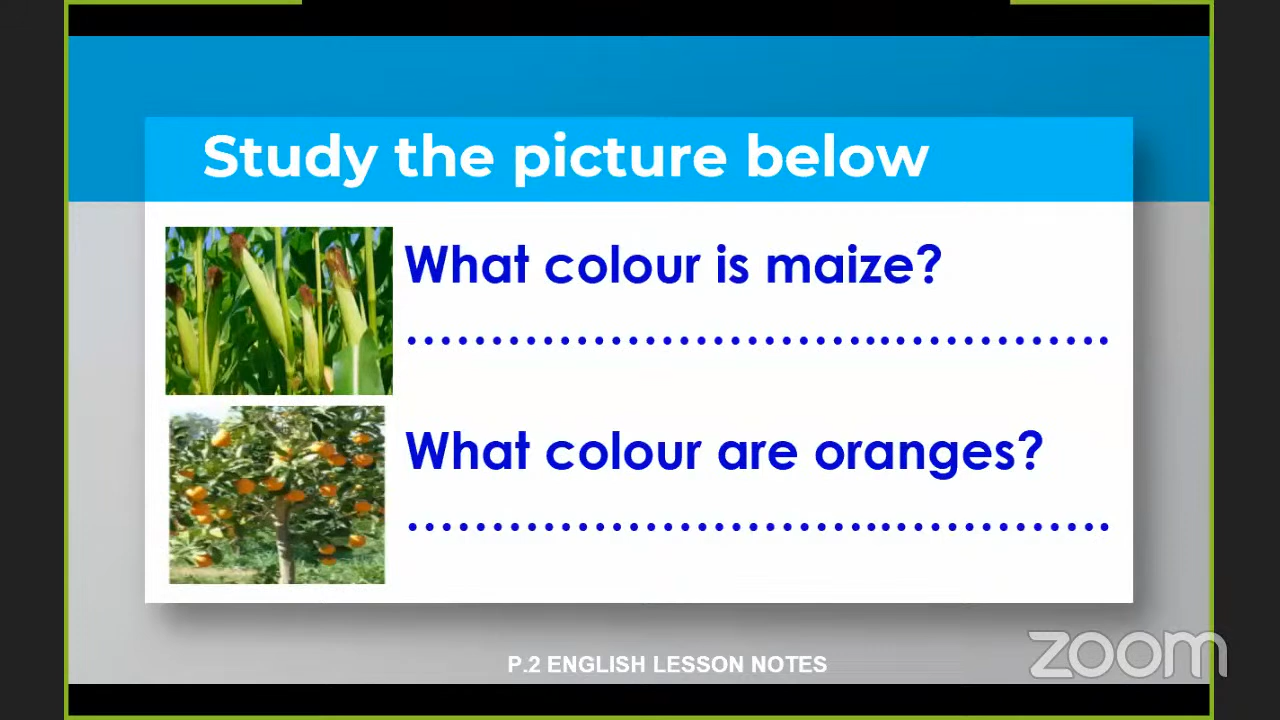 Study the picture below
What colour is maize?
.........................................
What colour are oranges?
.........................................
P.2 ENGLISH LESSON NOTES
zoom